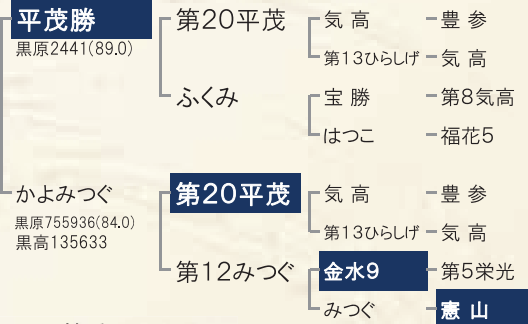 平茂勝
黒原2441(89.0)
第20平茂
気高
豊参
第13ひらしげ
気高
ふくみ
宝勝
第8気高
はつこ
福花5
かよみつぐ
黒原755936(84.0)
黒高135633
第20平茂
気高
豊参
第13ひらしげ
気高
第12みつぐ
金水9
第5栄光
みつぐ
憲山